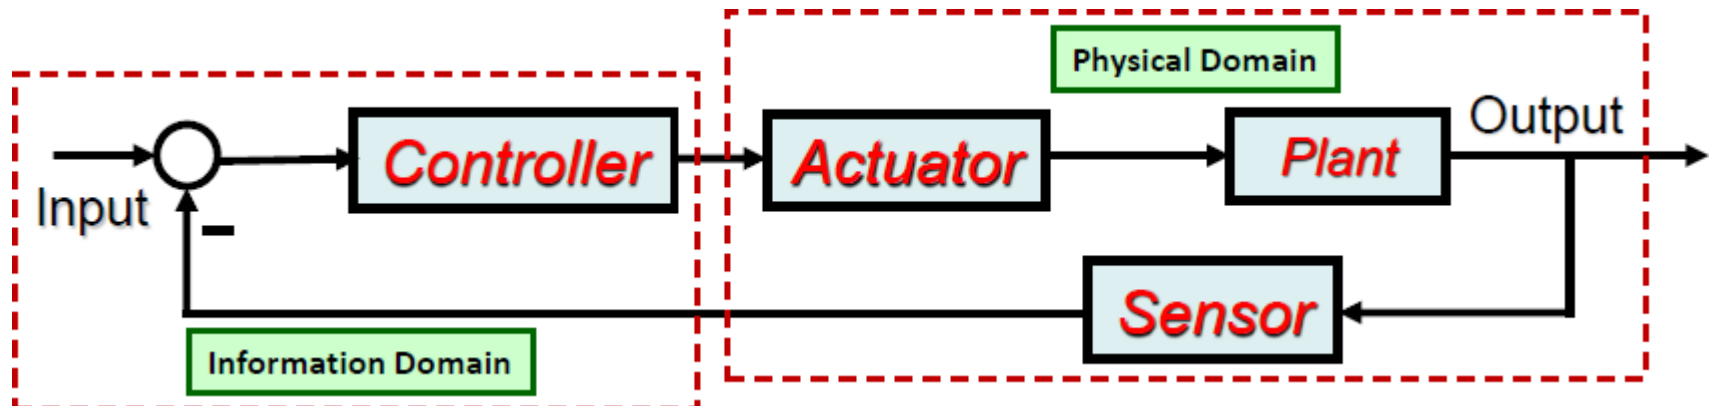 Physical Domain
Input
Controller
Actuator
Plant
Output
-
Sensor
Information Domain